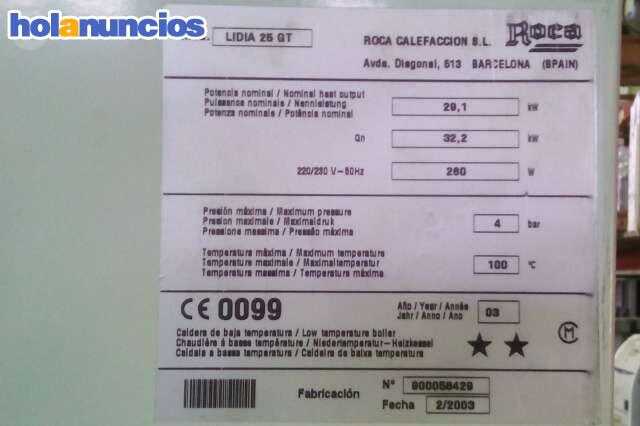 holanuncios
LIDIA 25 GT
ROCA CALEFACCION S.L.
Roca
Avda. Diagonal, 513 BARCELONA (SPAIN)
Potencia nominal / Nominal heat output
Puissance nominale / Nennleistung
Potenza nominale / Potência nominal
29,1 kW
Qn 32,2 kW
220/230 V-50Hz 260 W
Presión máxima / Maximum pressure
Pression maximale / Maximaldruk
Pressione massima / Pressão máxima
4 bar
Temperatura máxima / Maximum temperature
Temperature maximale / Maximaltemperatur
Temperatura massima / Temperatura máxima
100 °C
CE 0099
Año / Year / Année
Jahr / Anno / Ano
03
Caldera de baja temperatura / Low temperature boiler
Chaudière á basse température / Niedertemperatur-Heizkessel
Caldaia a bassa temperatura / Caldeira de baixa temperatura
CM
Fabricación
N° 900058429
Fecha 2/2003